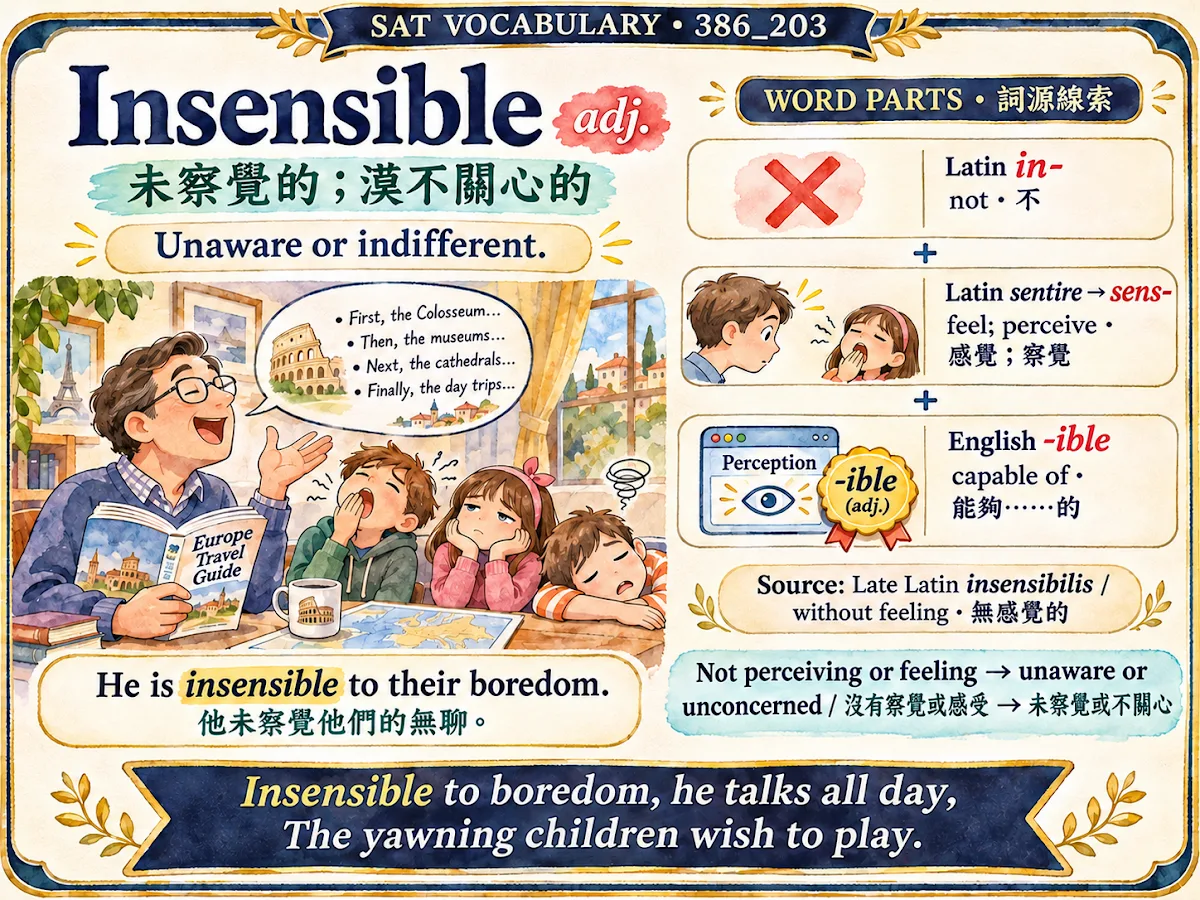 SAT VOCABULARY • 386_203
Insensible adj.
未察覺的；漠不關心的
Unaware or indifferent.
• First, the Colosseum...
• Then, the museums...
• Next, the cathedrals...
• Finally, the day trips...
Europe
Travel
Guide
He is insensible to their boredom.
他未察覺他們的無聊。
WORD PARTS • 詞源線索
Latin in-
not • 不
+
Latin sentire → sens-
feel; perceive •
感覺；察覺
+
Perception
-ible
(adj.)
English -ible
capable of •
能夠……的
Source: Late Latin insensibilis /
without feeling • 無感覺的
Not perceiving or feeling → unaware or
unconcerned / 沒有察覺或感受 → 未察覺或不關心
Insensible to boredom, he talks all day,
The yawning children wish to play.